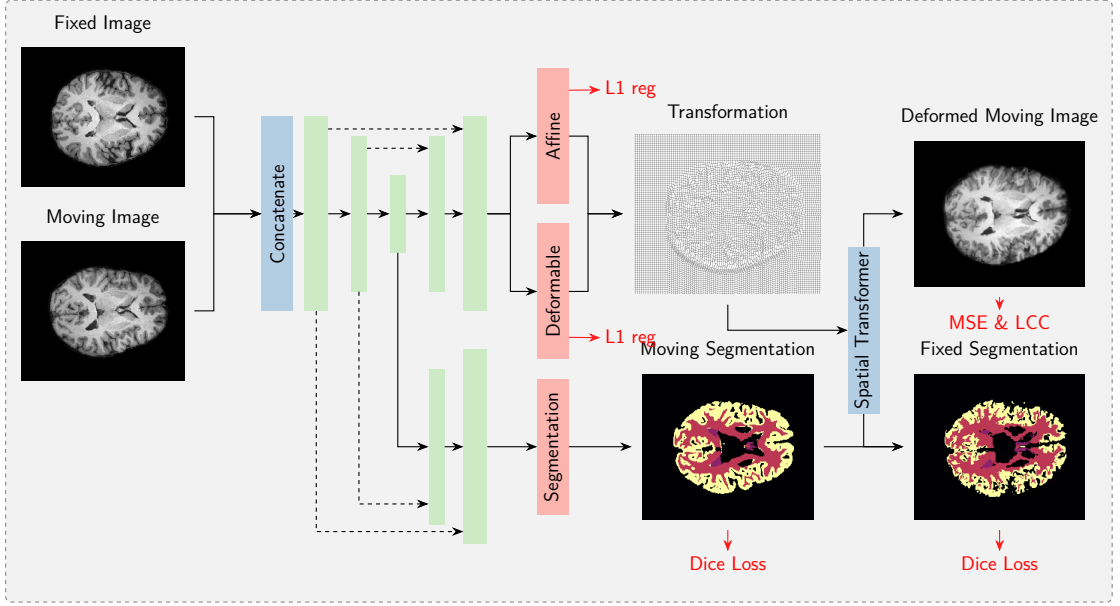 Fixed Image
Moving Image
Concatenate
Affine
L1 reg
Deformable
L1 reg
Segmentation
Transformation
Moving Segmentation
Dice Loss
Spatial Transformer
Deformed Moving Image
MSE & LCC
Fixed Segmentation
Dice Loss